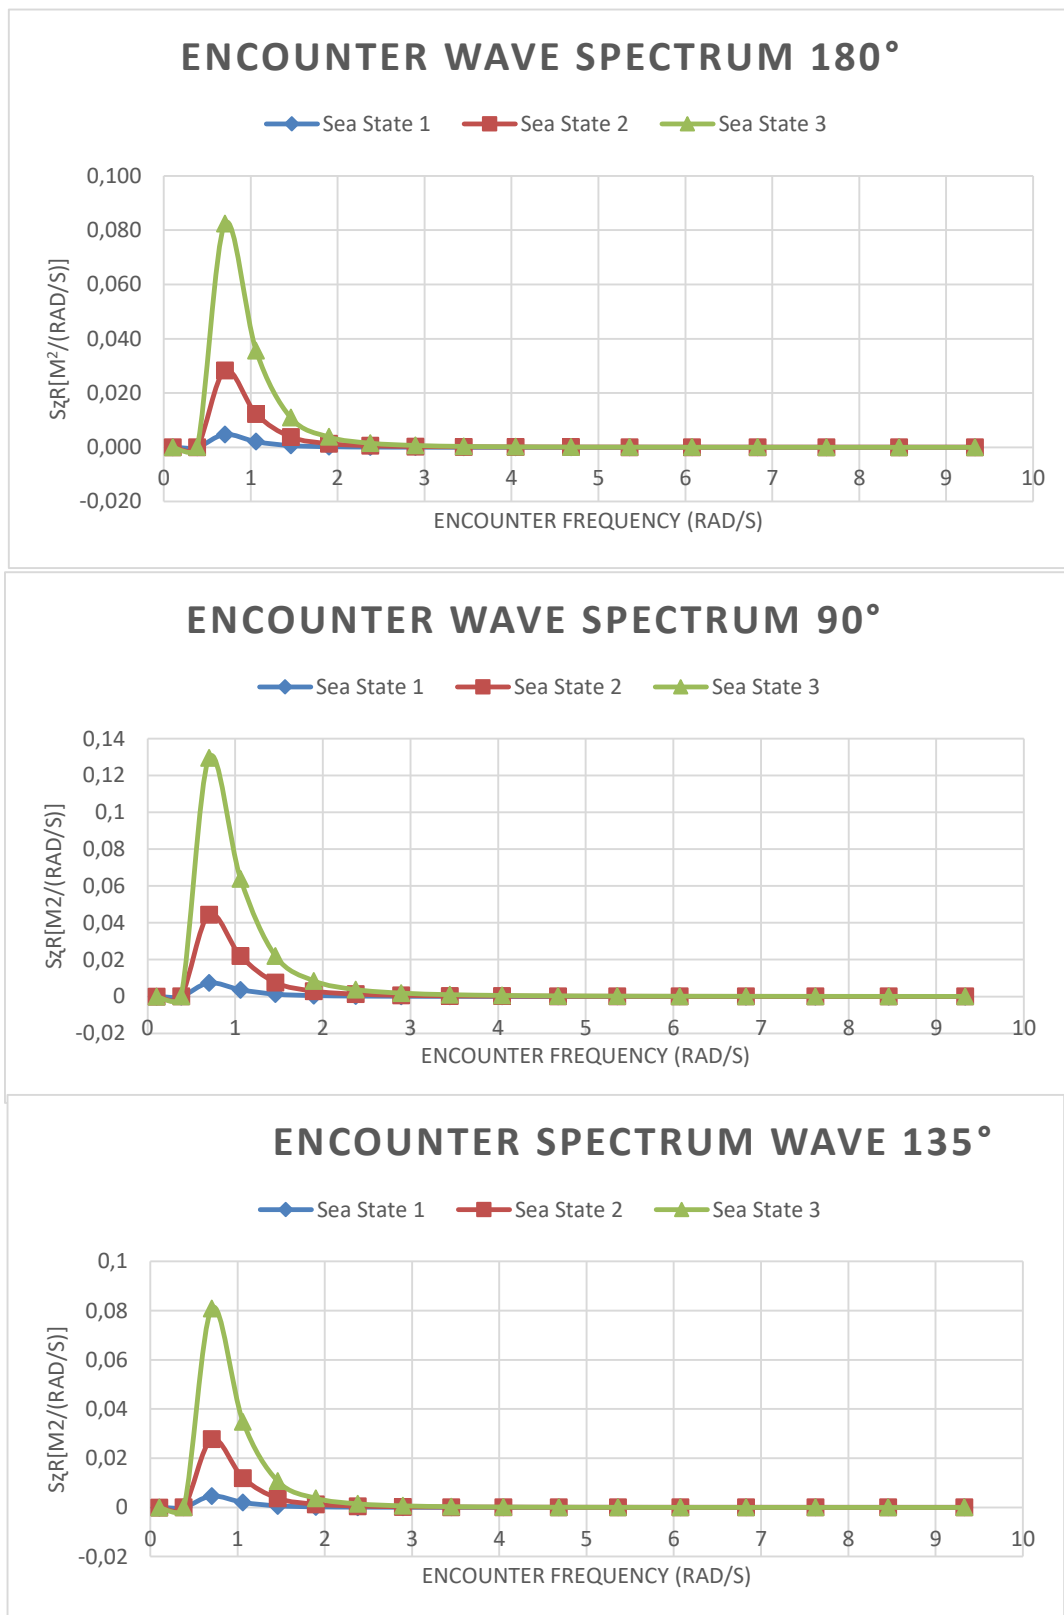 ENCOUNTER WAVE SPECTRUM 180°
Sea State 1 Sea State 2 Sea State 3
0,100
0,080
0,060
0,040
0,020
0,000
-0,020
0 1 2 3 4 5 6 7 8 9 10
SⱬR[M²/(RAD/S)]
ENCOUNTER FREQUENCY (RAD/S)
ENCOUNTER WAVE SPECTRUM 90°
Sea State 1 Sea State 2 Sea State 3
0,14
0,12
0,1
0,08
0,06
0,04
0,02
0
-0,02
0 1 2 3 4 5 6 7 8 9 10
SⱬR[M2/(RAD/S)]
ENCOUNTER FREQUENCY (RAD/S)
ENCOUNTER SPECTRUM WAVE 135°
Sea State 1 Sea State 2 Sea State 3
0,1
0,08
0,06
0,04
0,02
0
-0,02
0 1 2 3 4 5 6 7 8 9 10
SⱬR[M2/(RAD/S)]
ENCOUNTER FREQUENCY (RAD/S)